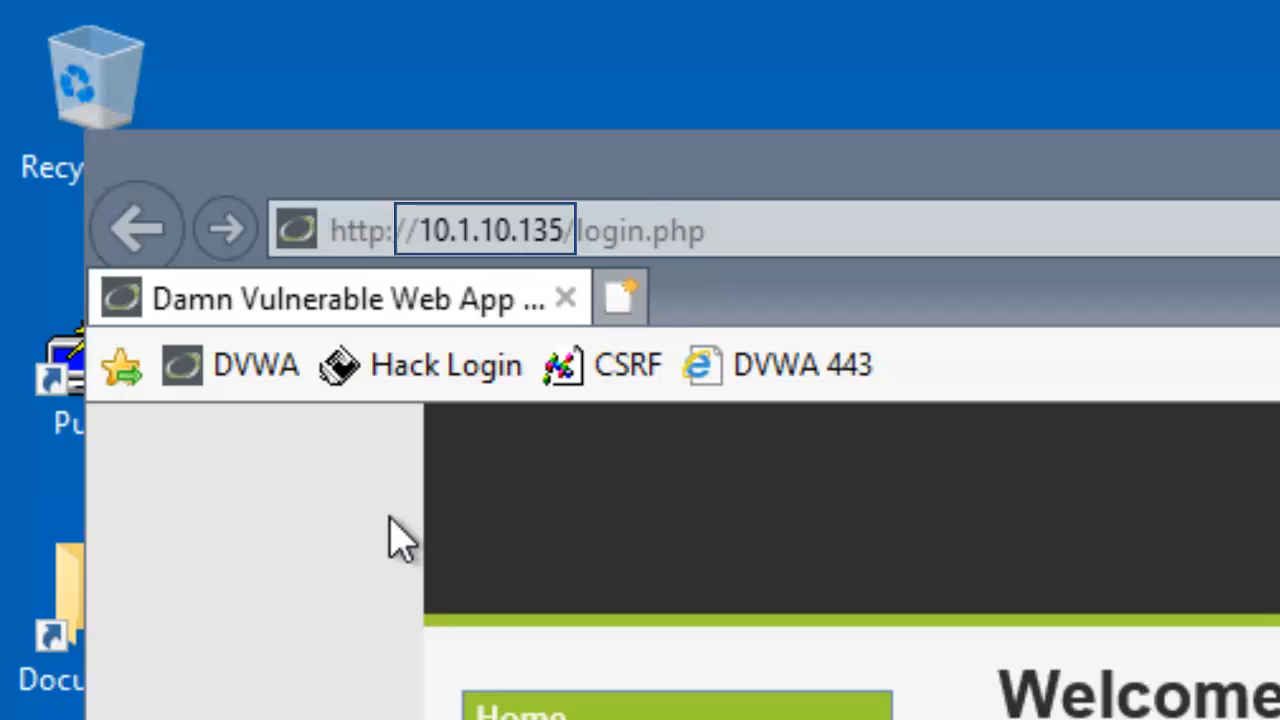 Recy
http://10.1.10.135/login.php
Damn Vulnerable Web App ...
DVWA Hack Login CSRF DVWA 443
Pu
Docu
Welcome
Home